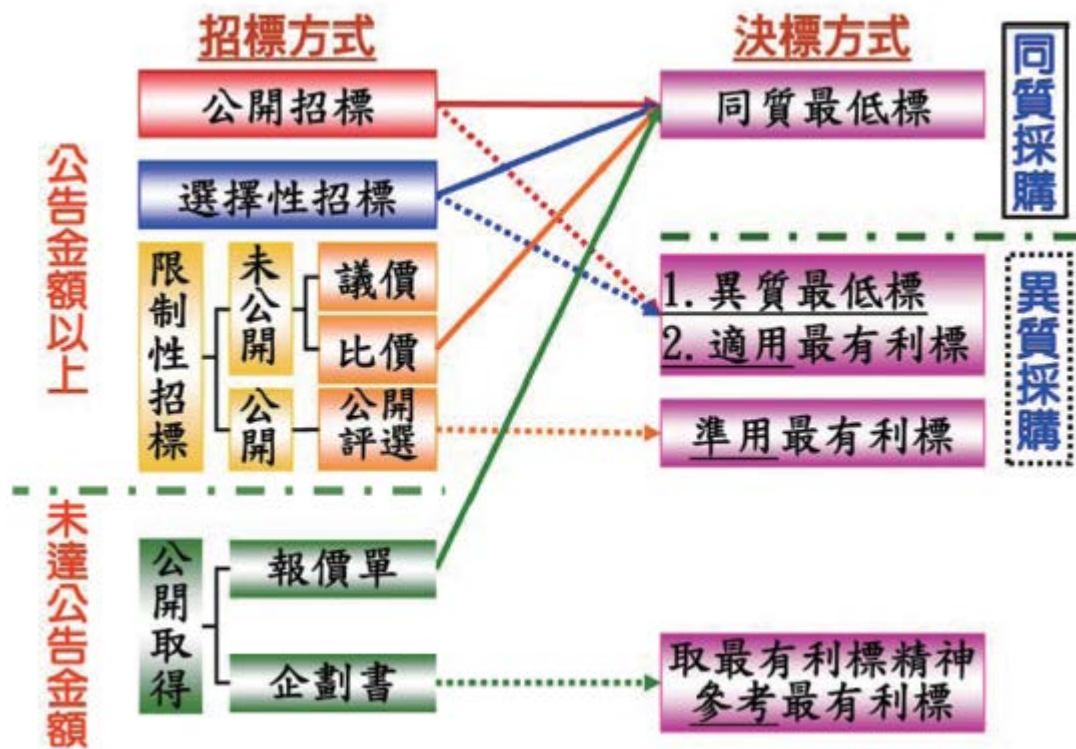 招標方式
決標方式
同質採購
公告金額以上
公開招標
同質最低標
選擇性招標
限制性招標
未公開
議價
比價
公開
公開
評選
1.異質最低標
2.適用最有利標
異質採購
準用最有利標
未達公告金額
公開取得
報價單
企劃書
取最有利標精神
參考最有利標